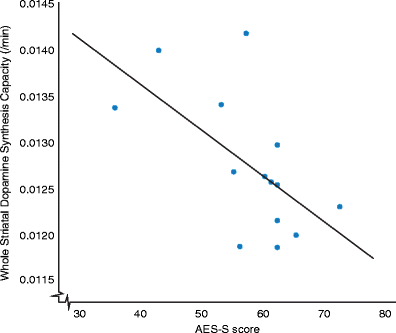 Whole Striatal Dopamine Synthesis Capacity (/min)
0.0145
0.0140
0.0135
0.0130
0.0125
0.0120
0.0115
30 40 50 60 70 80
AES-S score